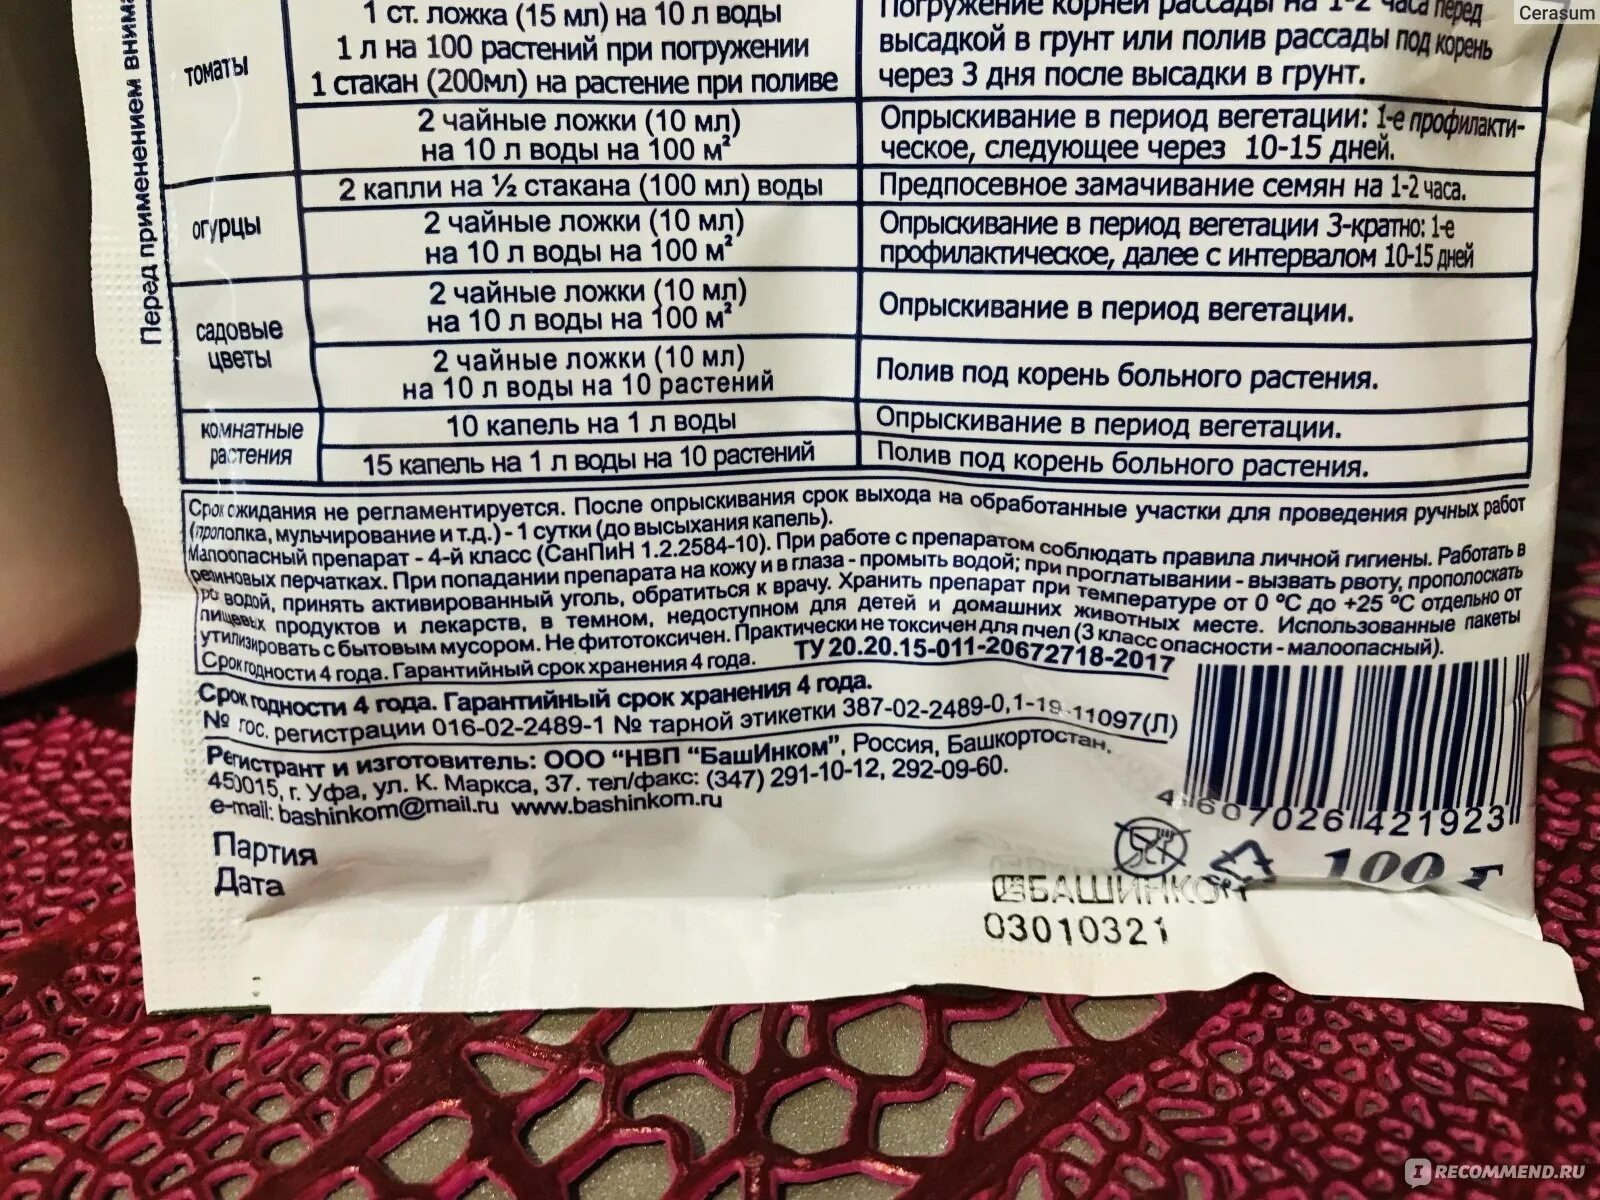 Cerasum
Перед применением внима
томаты
1 ст. ложка (15 мл) на 10 л воды
1 л на 100 растений при погружении
1 стакан (200мл) на растение при поливе
Погружение корней рассады на 1-2 часа перед
высадкой в грунт или полив рассады под корень
через 3 дня после высадки в грунт.
2 чайные ложки (10 мл)
на 10 л воды на 100 м²
Опрыскивание в период вегетации: 1-е профилакти-
ческое, следующее через 10-15 дней.
огурцы
2 капли на ½ стакана (100 мл) воды
Предпосевное замачивание семян на 1-2 часа.
2 чайные ложки (10 мл)
на 10 л воды на 100 м²
Опрыскивание в период вегетации 3-кратно: 1-е
профилактическое, далее с интервалом 10-15 дней
садовые
цветы
2 чайные ложки (10 мл)
на 10 л воды на 100 м²
Опрыскивание в период вегетации.
2 чайные ложки (10 мл)
на 10 л воды на 10 растений
Полив под корень больного растения.
комнатные
растения
10 капель на 1 л воды
Опрыскивание в период вегетации.
15 капель на 1 л воды на 10 растений
Полив под корень больного растения.
Срок ожидания не регламентируется. После опрыскивания срок выхода на обработанные участки для проведения ручных работ
(прополка, мульчирование и т.д.) - 1 сутки (до высыхания капель).
Малоопасный препарат - 4-й класс (СанПиН 1.2.2584-10). При работе с препаратом соблюдать правила личной гигиены. Работать в
резиновых перчатках. При попадании препарата на кожу и в глаза - промыть водой; при проглатывании - вызвать рвоту, прополоскать
рот водой, принять активированный уголь, обратиться к врачу. Хранить препарат при температуре от 0 °С до +25 °С отдельно от
пищевых продуктов и лекарств, в темном, недоступном для детей и домашних животных месте. Использованные пакеты
утилизировать с бытовым мусором. Не фитотоксичен. Практически не токсичен для пчел (3 класс опасности - малоопасный).
Срок годности 4 года. Гарантийный срок хранения 4 года. ТУ 20.20.15-011-20672718-2017
Срок годности 4 года. Гарантийный срок хранения 4 года.
№ гос. регистрации 016-02-2489-1 № тарной этикетки 387-02-2489-0,1-19-11097(Л)
Регистрант и изготовитель: ООО "НВП "БашИнком", Россия, Башкортостан,
450015, г. Уфа, ул. К. Маркса, 37. тел/факс: (347) 291-10-12, 292-09-60.
e-mail: bashinkom@mail.ru www.bashinkom.ru
4 607026 421923
Партия
Дата
100 г
БАШИНКОМ
03010321
IRECOMMEND.RU